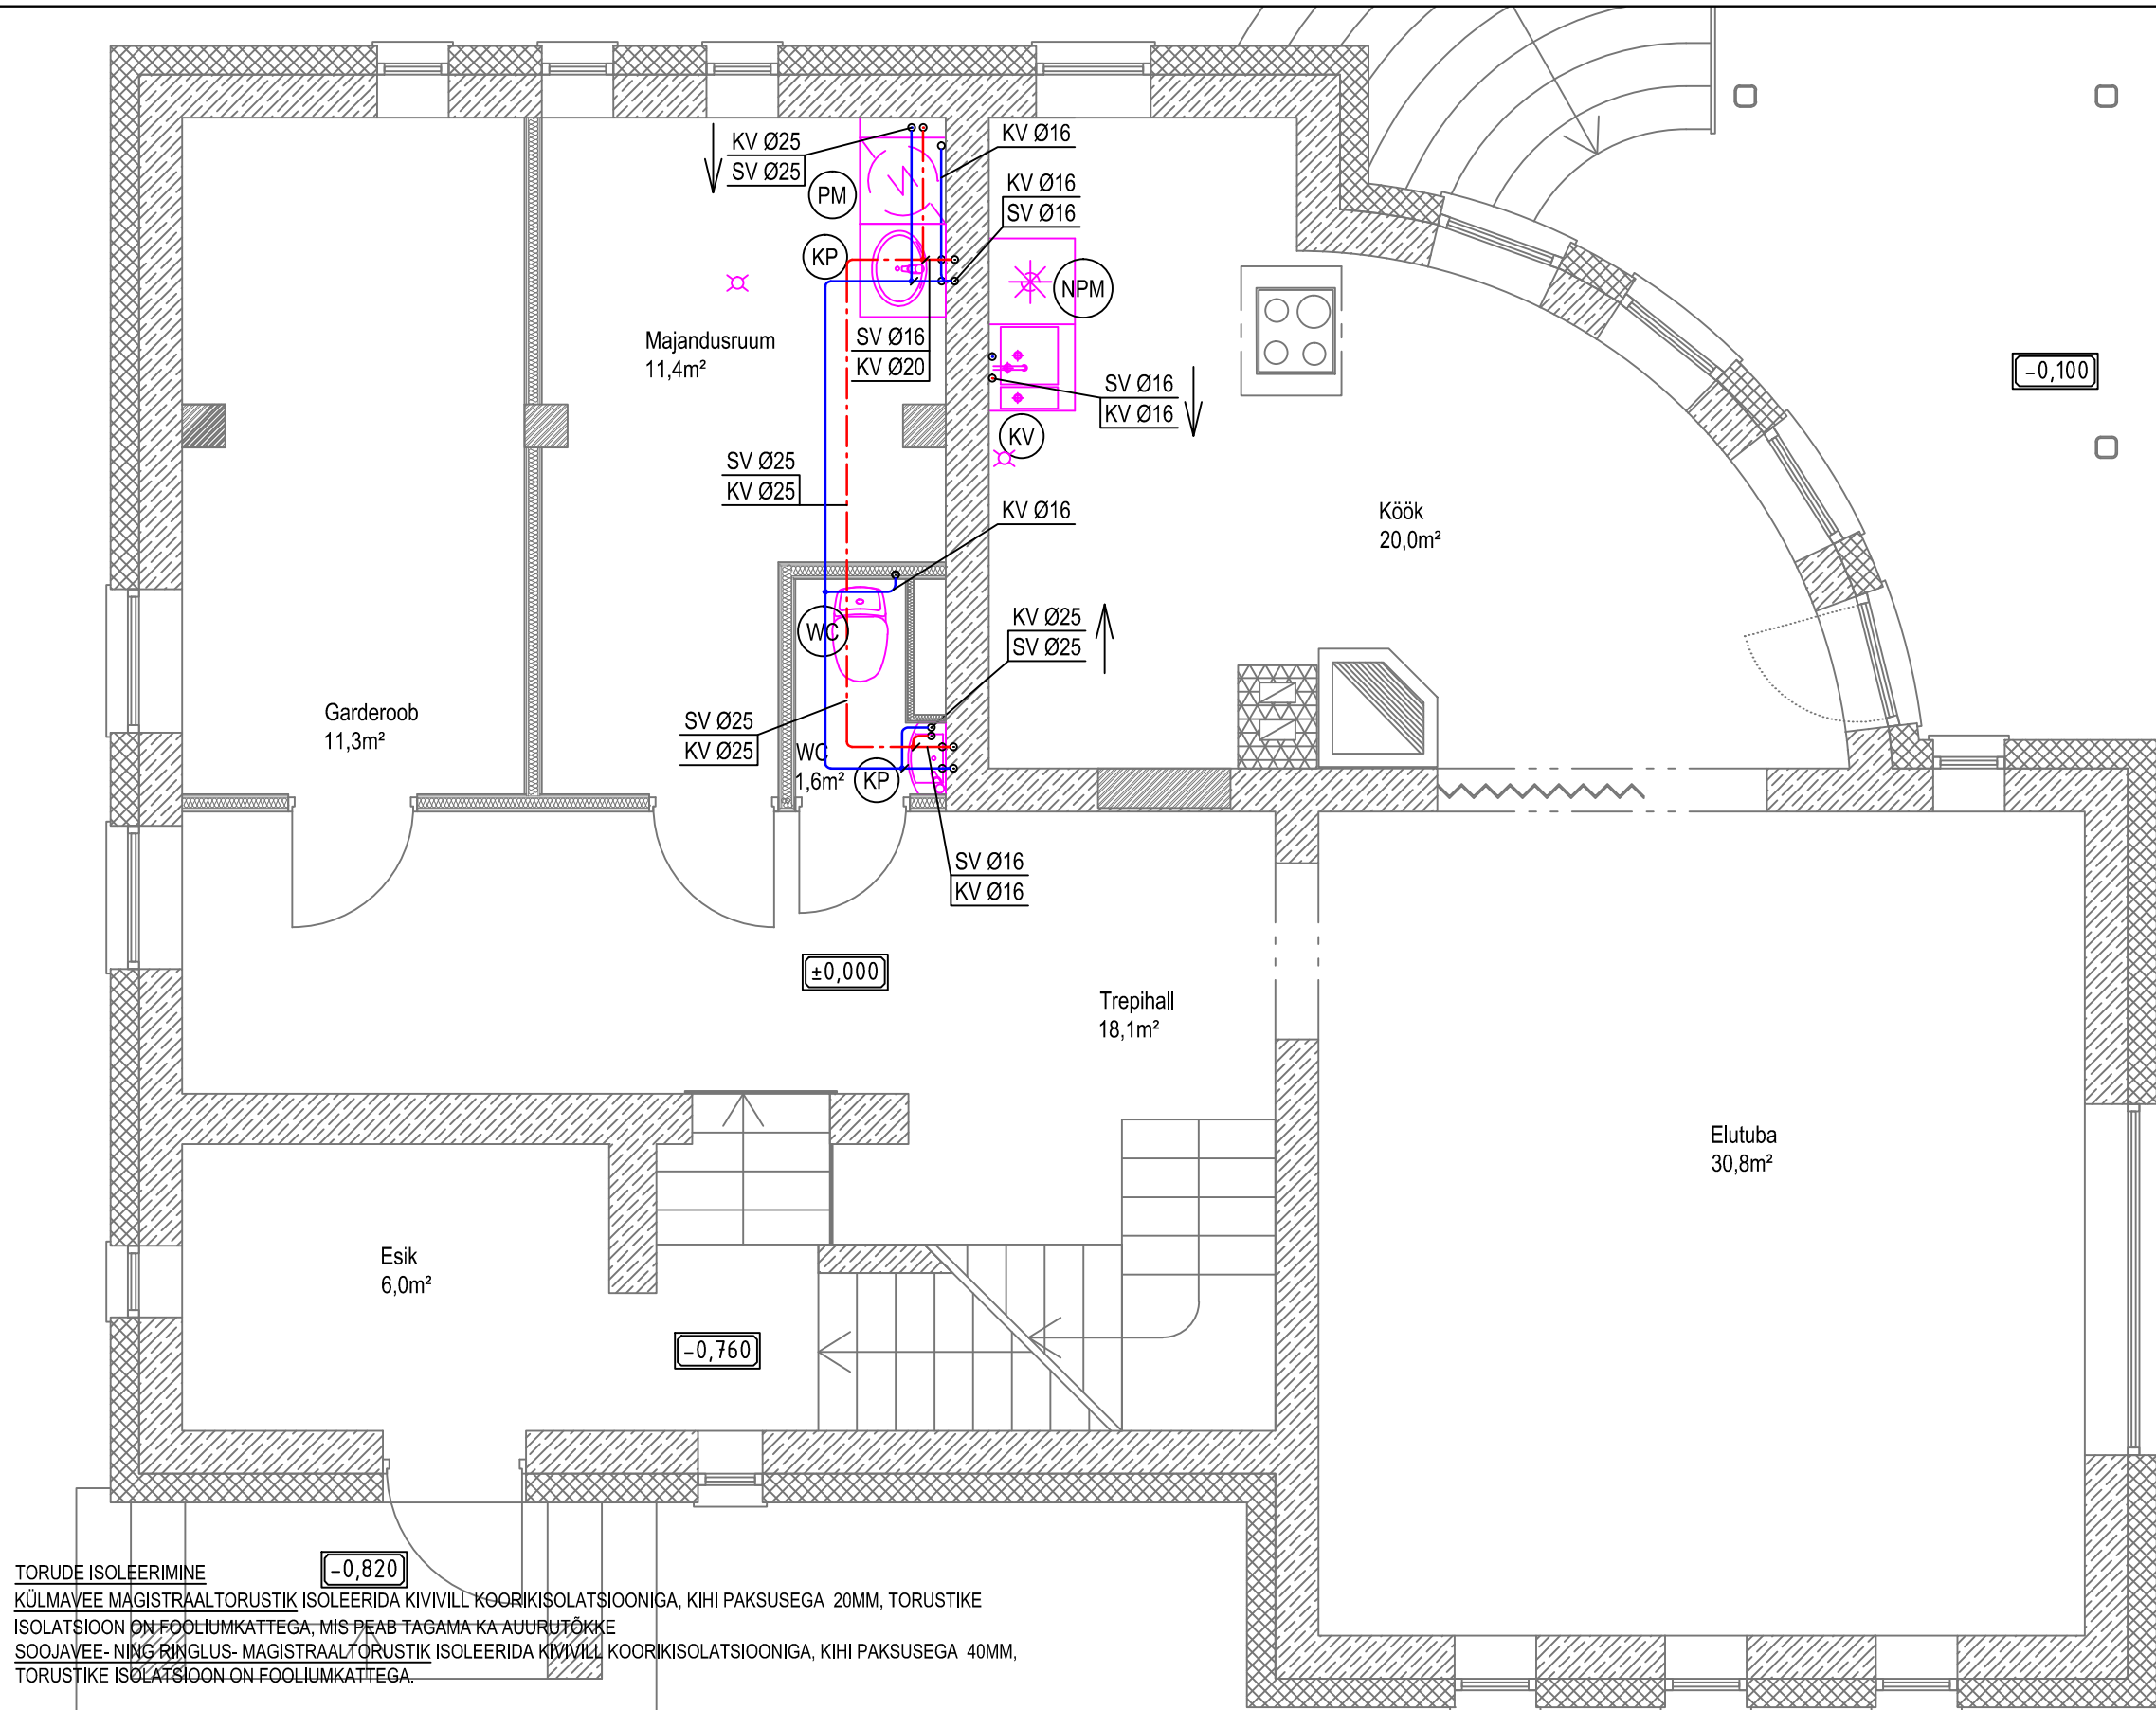 KV Ø25
SV Ø25
PM
KP
KV Ø16
KV Ø16
SV Ø16
NPM
SV Ø16
KV Ø20
Majandusruum
11,4m²
SV Ø16
KV Ø16
KV
-0,100
SV Ø25
KV Ø25
KV Ø16
Köök
20,0m²
WC
KV Ø25
SV Ø25
Garderoob
11,3m²
SV Ø25
KV Ø25
WC
1,6m²
KP
SV Ø16
KV Ø16
±0,000
Trepihall
18,1m²
Elutuba
30,8m²
Esik
6,0m²
-0,760
-0,820
TORUDE ISOLEERIMINE
KÜLMAVEE MAGISTRAALTORUSTIK ISOLEERIDA KIVIVILL KOORIKISOLATSIOONIGA, KIHI PAKSUSEGA 20MM, TORUSTIKE
ISOLATSIOON ON FOOLIUMKATTEGA, MIS PEAB TAGAMA KA AUURUTÕKKE
SOOJAVEE- NING RINGLUS- MAGISTRAALTORUSTIK ISOLEERIDA KIVIVILL KOORIKISOLATSIOONIGA, KIHI PAKSUSEGA 40MM,
TORUSTIKE ISOLATSIOON ON FOOLIUMKATTEGA.